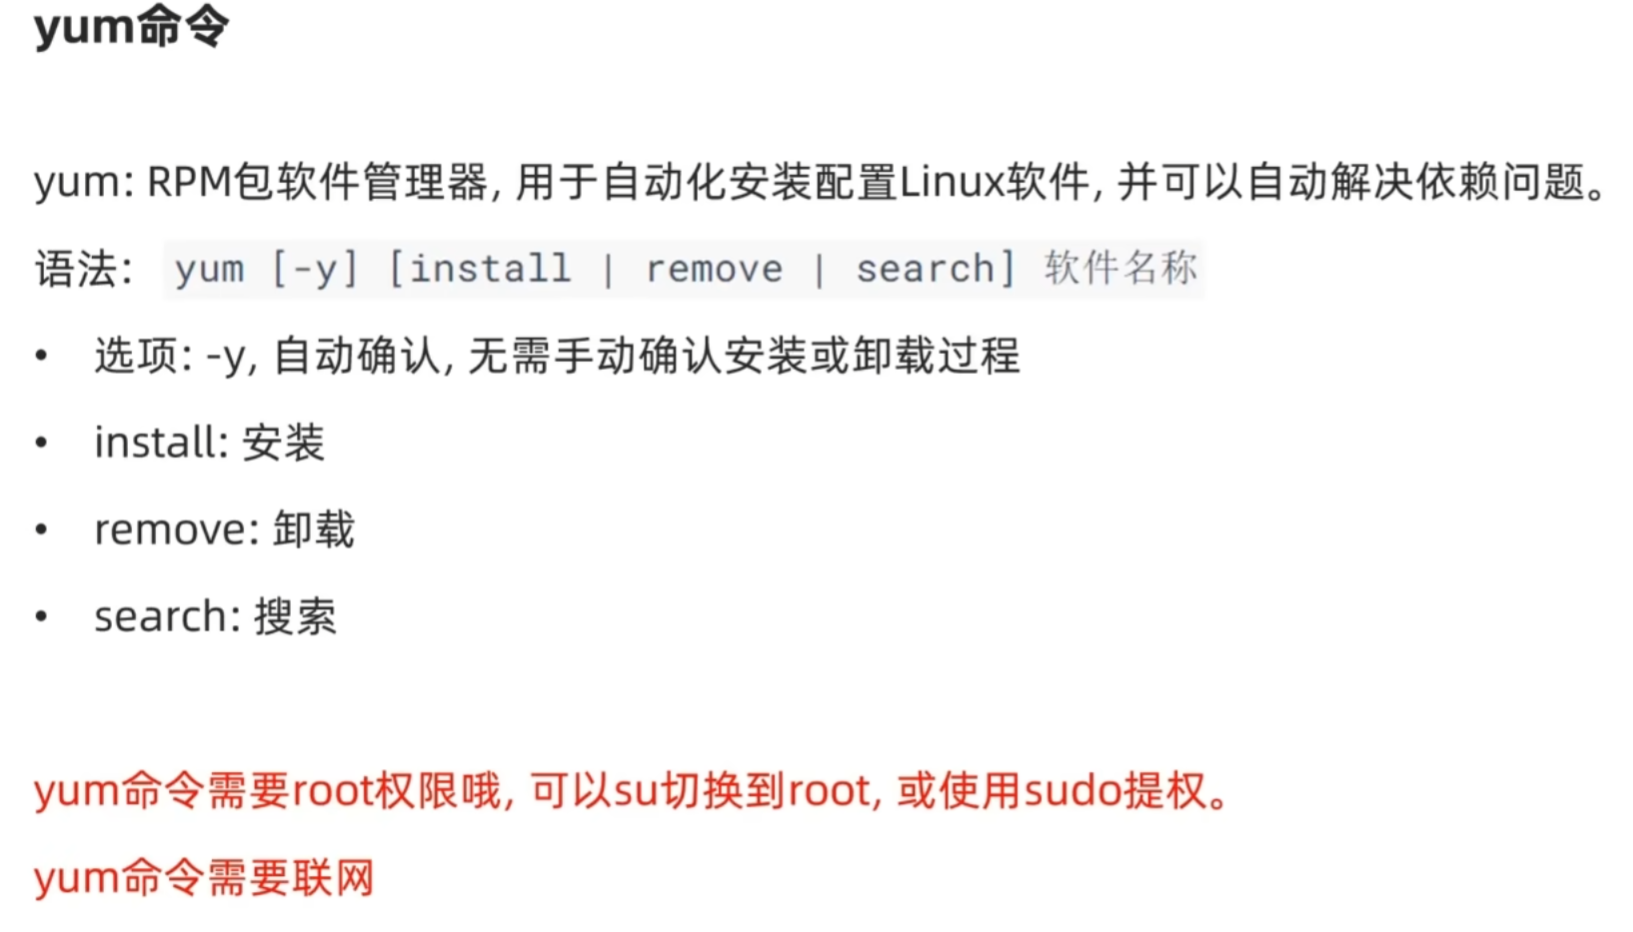 yum命令
yum: RPM包软件管理器, 用于自动化安装配置Linux软件, 并可以自动解决依赖问题。
语法: yum [-y] [install | remove | search] 软件名称
• 选项: -y, 自动确认, 无需手动确认安装或卸载过程
• install: 安装
• remove: 卸载
• search: 搜索
yum命令需要root权限哦, 可以su切换到root, 或使用sudo提权。
yum命令需要联网